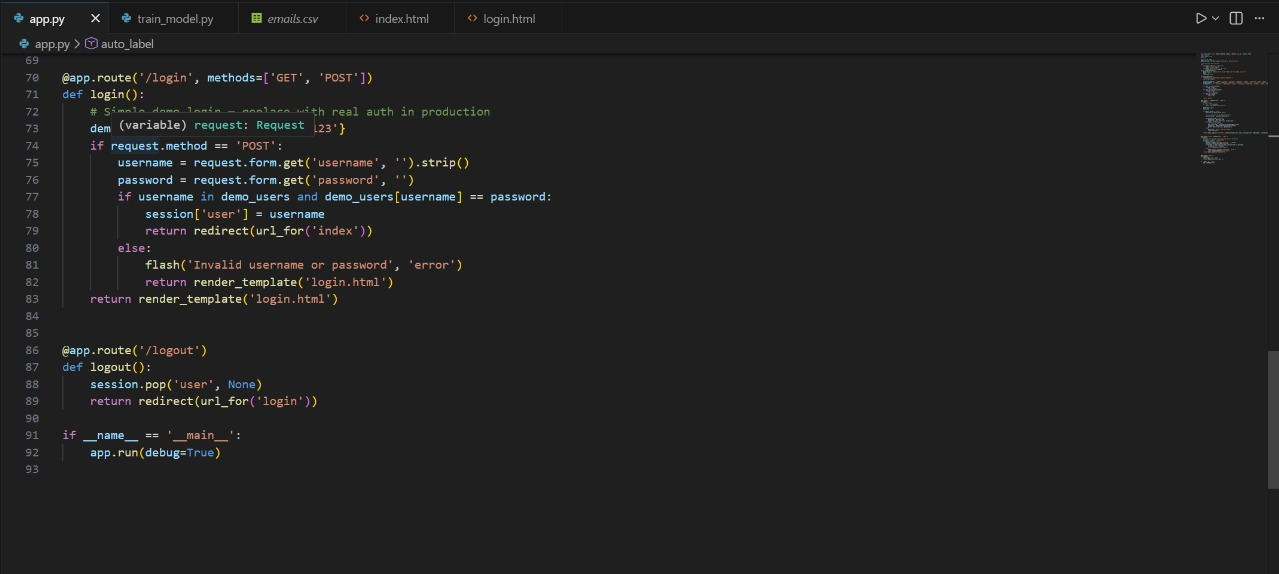 app.py
train_model.py
emails.csv
index.html
login.html
app.py > auto_label
69
70 @app.route('/login', methods=['GET', 'POST'])
71 def login():
72 # Simple demo login — replace with real auth in production
(variable) request: Request
73 dem 123'}
74 if request.method == 'POST':
75 username = request.form.get('username', '').strip()
76 password = request.form.get('password', '')
77 if username in demo_users and demo_users[username] == password:
78 session['user'] = username
79 return redirect(url_for('index'))
80 else:
81 flash('Invalid username or password', 'error')
82 return render_template('login.html')
83 return render_template('login.html')
84
85
86 @app.route('/logout')
87 def logout():
88 session.pop('user', None)
89 return redirect(url_for('login'))
90
91 if __name__ == '__main__':
92 app.run(debug=True)
93